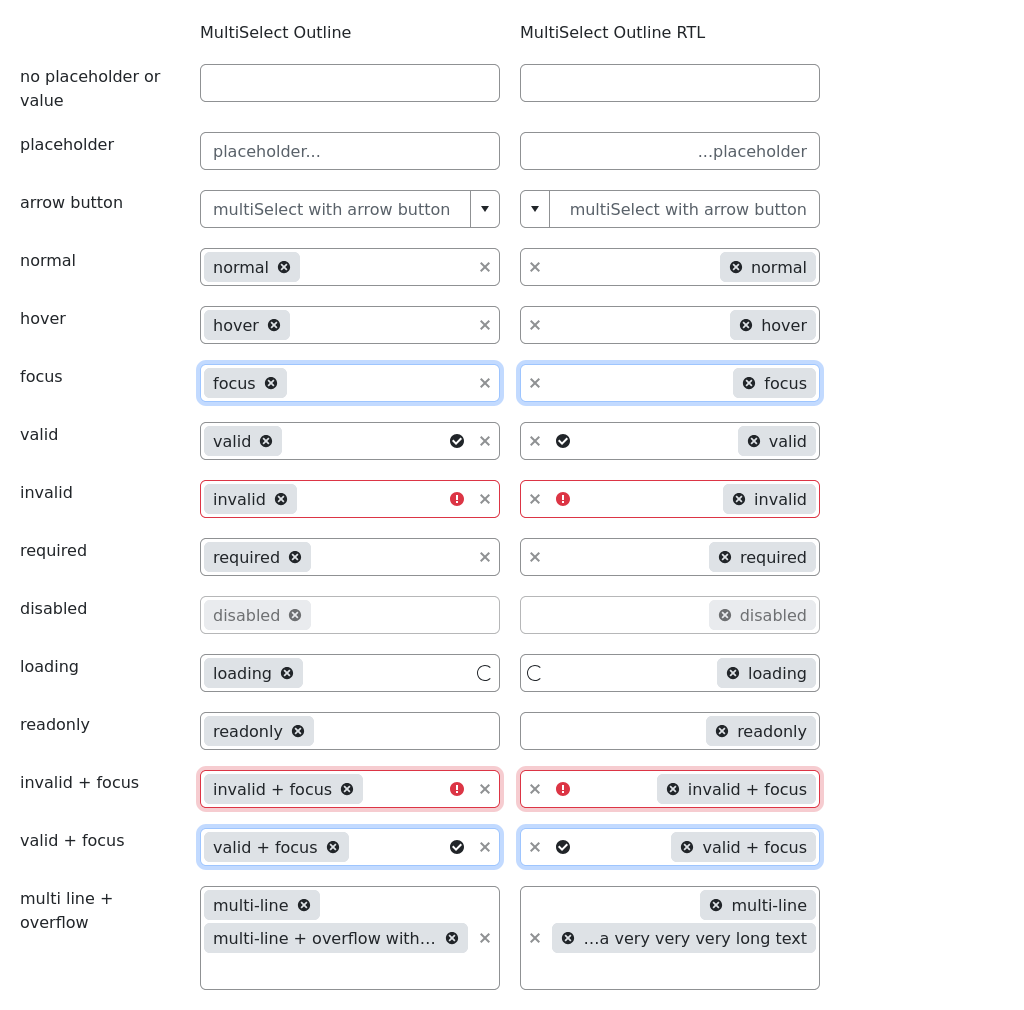 MultiSelect Outline MultiSelect Outline RTL
no placeholder or
value
placeholder placeholder... ...placeholder
arrow button multiSelect with arrow button multiSelect with arrow button
normal normal normal
hover hover hover
focus focus focus
valid valid valid
invalid invalid invalid
required required required
disabled disabled disabled
loading loading loading
readonly readonly readonly
invalid + focus invalid + focus invalid + focus
valid + focus valid + focus valid + focus
multi line +
overflow
multi-line multi-line
multi-line + overflow with... ...a very very very long text